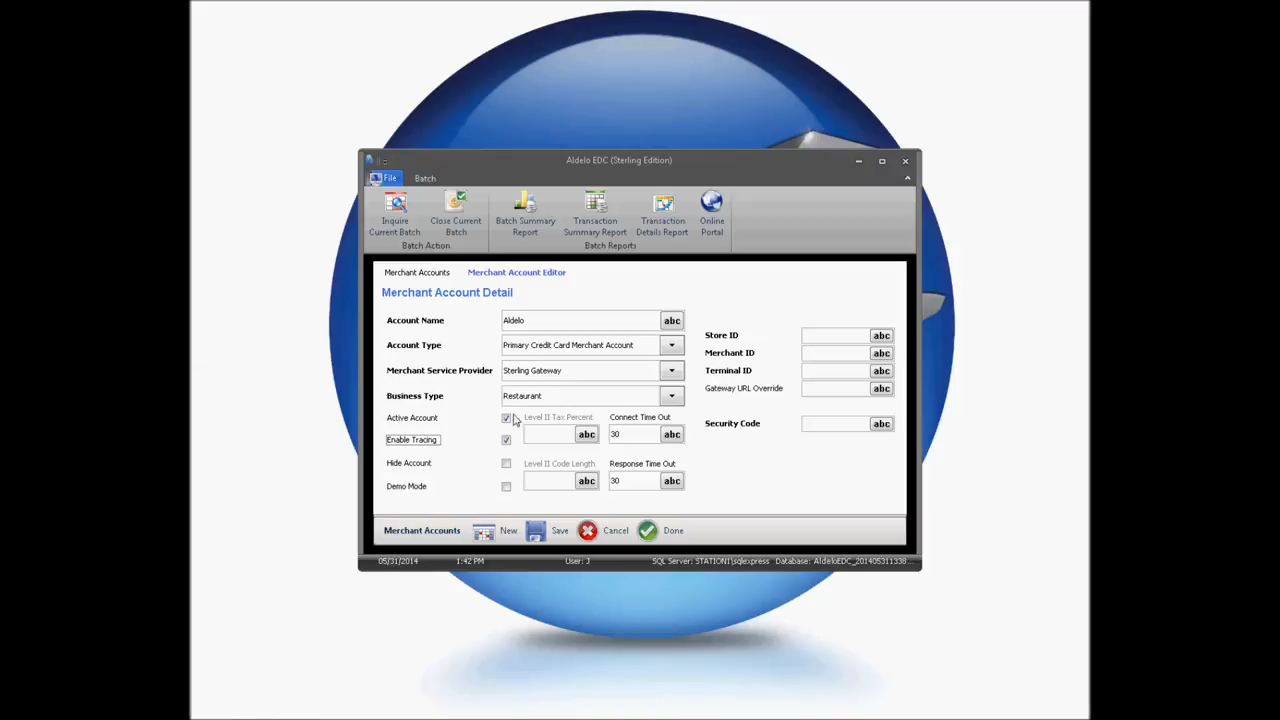 Aldelo EDC (Sterling Edition)
File Batch
Inquire Current Batch
Close Current Batch
Batch Summary Report
Transaction Summary Report
Transaction Details Report
Online Portal
Batch Action
Batch Reports
Merchant Accounts Merchant Account Editor
Merchant Account Detail
Account Name Aldelo abc
Account Type Primary Credit Card Merchant Account
Merchant Service Provider Sterling Gateway
Business Type Restaurant
Active Account
Enable Tracing
Hide Account
Demo Mode
Level II Tax Percent
abc
Level II Code Length
abc
Connect Time Out
30 abc
Response Time Out
30 abc
Store ID abc
Merchant ID abc
Terminal ID abc
Gateway URL Override abc
Security Code abc
Merchant Accounts New Save Cancel Done
05/31/2014 1:42 PM User: J SQL Server: STATION1\sqlexpress Database: AldeloEDC_201405311338...